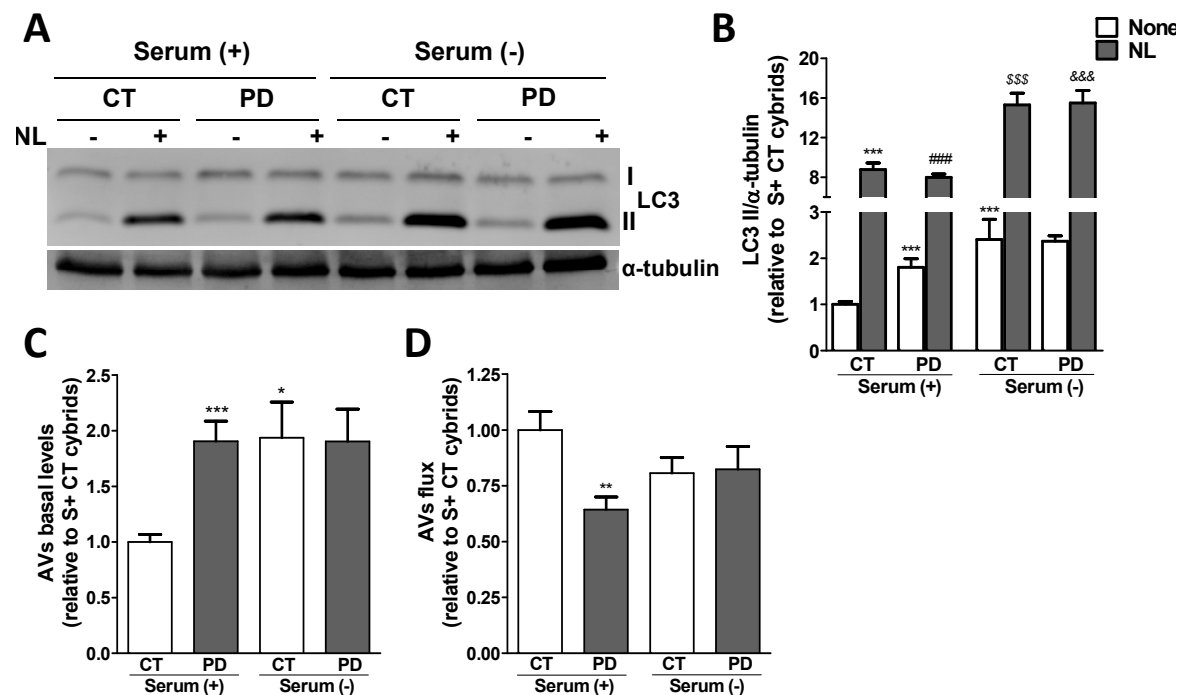 A
Serum (+) Serum (-)
CT PD CT PD
NL - + - + - + - +
I
LC3
II
α-tubulin
B
None
NL
LC3 II/α-tubulin
(relative to S+ CT cybrids)
20
16
12
8
4
3
2
1
0
*** *** ### *** $$$ &&&
CT PD CT PD
Serum (+) Serum (-)
C
AVs basal levels
(relative to S+ CT cybrids)
2.5
2.0
1.5
1.0
0.5
0.0
*** *
CT PD CT PD
Serum (+) Serum (-)
D
AVs flux
(relative to S+ CT cybrids)
1.25
1.00
0.75
0.50
0.25
0.00
**
CT PD CT PD
Serum (+) Serum (-)